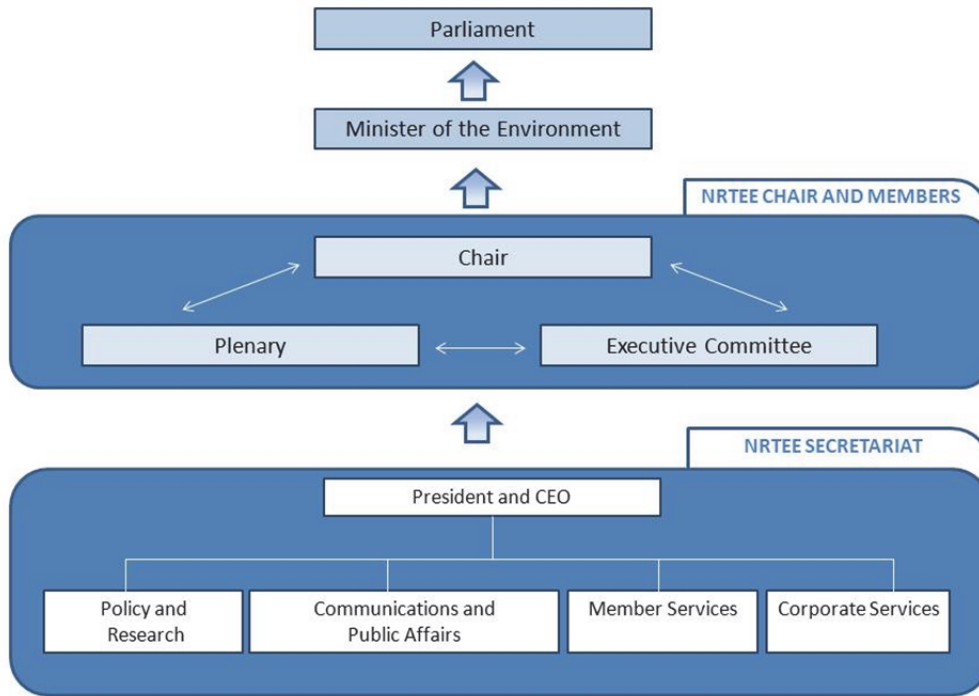 Parliament
Minister of the Environment
NRTEE CHAIR AND MEMBERS
Chair
Plenary
Executive Committee
NRTEE SECRETARIAT
President and CEO
Policy and
Research
Communications and
Public Affairs
Member Services
Corporate Services